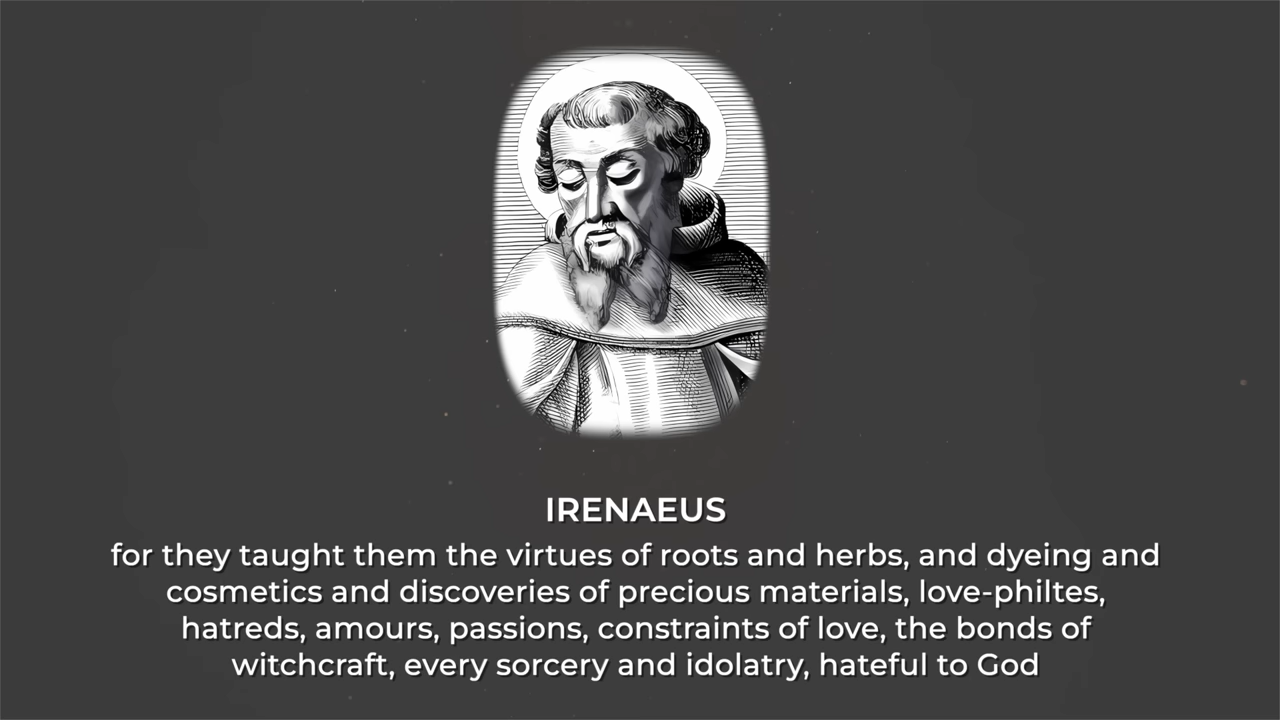 IRENAEUS
for they taught them the virtues of roots and herbs, and dyeing and
cosmetics and discoveries of precious materials, love-philtes,
hatreds, amours, passions, constraints of love, the bonds of
witchcraft, every sorcery and idolatry, hateful to God